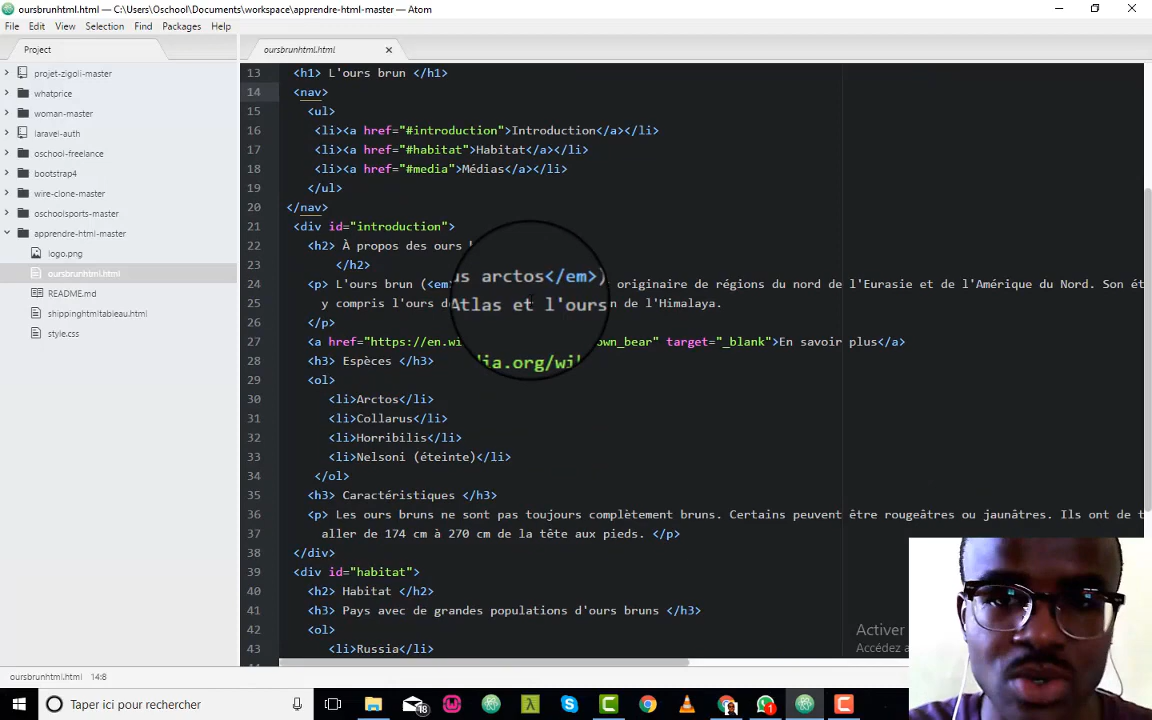 oursbrunhtml.html — C:\Users\Oschool\Documents\workspace\apprendre-html-master — Atom
File Edit View Selection Find Packages Help
Project
projet-zigoli-master
whatprice
woman-master
laravel-auth
oschool-freelance
bootstrap4
wire-clone-master
oschoolsports-master
apprendre-html-master
logo.png
oursbrunhtml.html
README.md
shippinghtmltableau.html
style.css
oursbrunhtml.html
13 <h1> L'ours brun </h1>
14 <nav>
15 <ul>
16 <li><a href="#introduction">Introduction</a></li>
17 <li><a href="#habitat">Habitat</a></li>
18 <li><a href="#media">Médias</a></li>
19 </ul>
20 </nav>
21 <div id="introduction">
22 <h2> À propos des ours
23 </h2>
24 <p> L'ours brun (<em us arctos</em>) originaire de régions du nord de l'Eurasie et de l'Amérique du Nord. Son ét
25 y compris l'ours d Atlas et l'ours n de l'Himalaya.
26 </p>
27 <a href="https://en.wi dia.org/wi own_bear" target="_blank">En savoir plus</a>
28 <h3> Espèces </h3>
29 <ol>
30 <li>Arctos</li>
31 <li>Collarus</li>
32 <li>Horribilis</li>
33 <li>Nelsoni (éteinte)</li>
34 </ol>
35 <h3> Caractéristiques </h3>
36 <p> Les ours bruns ne sont pas toujours complètement bruns. Certains peuvent être rougeâtres ou jaunâtres. Ils ont de t
37 aller de 174 cm à 270 cm de la tête aux pieds. </p>
38 </div>
39 <div id="habitat">
40 <h2> Habitat </h2>
41 <h3> Pays avec de grandes populations d'ours bruns </h3>
42 <ol>
43 <li>Russia</li>
Activer
Accédez
oursbrunhtml.html 14:8
Taper ici pour rechercher
18
1